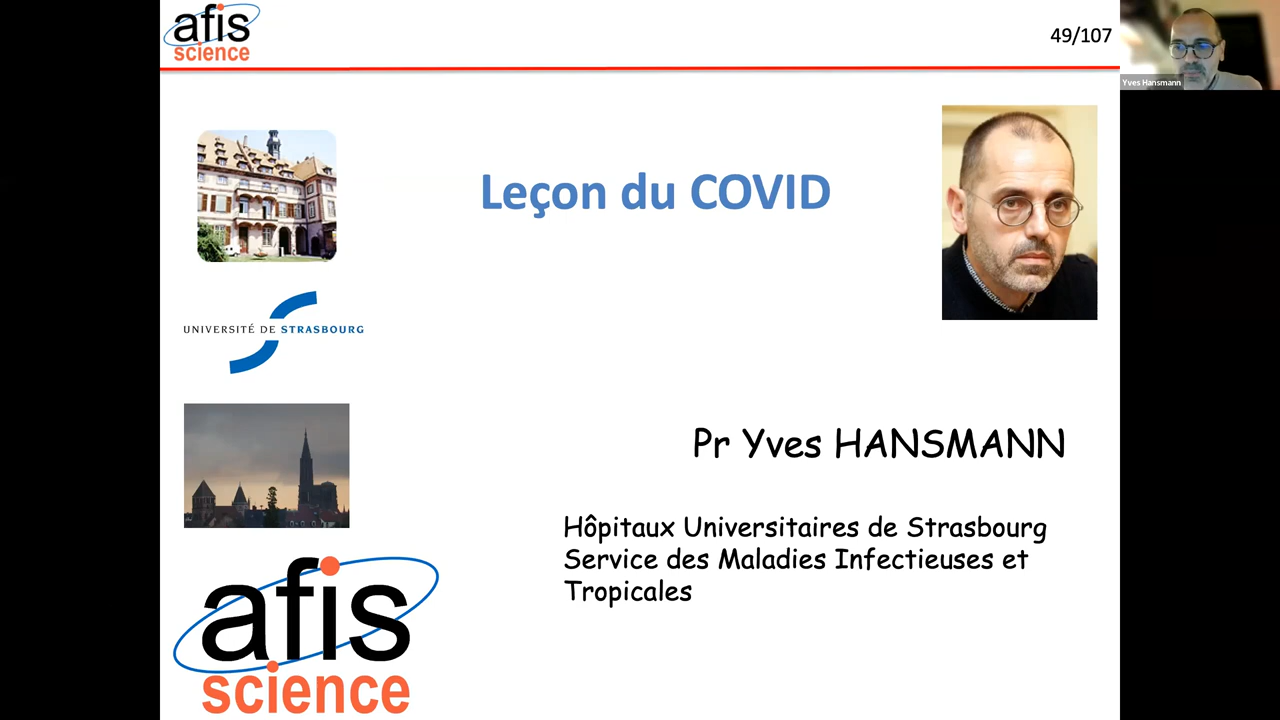 afis
science
49/107
Yves Hansmann
Leçon du COVID
UNIVERSITÉ DE STRASBOURG
Pr Yves HANSMANN
Hôpitaux Universitaires de Strasbourg
Service des Maladies Infectieuses et
Tropicales
afis
science